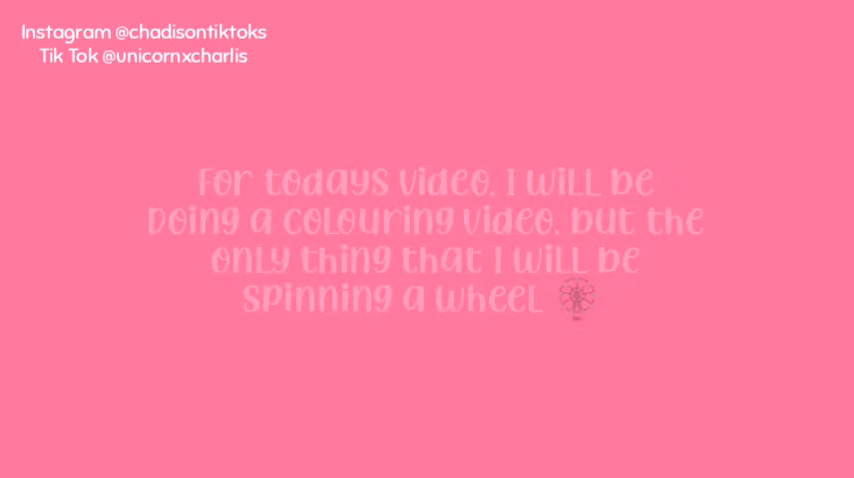 Instagram @chadisontiktoks
Tik Tok @unicornxcharlis
For todays video, I will be
Doing a colouring video, but the
only thing that I will be
spinning a wheel 🎡